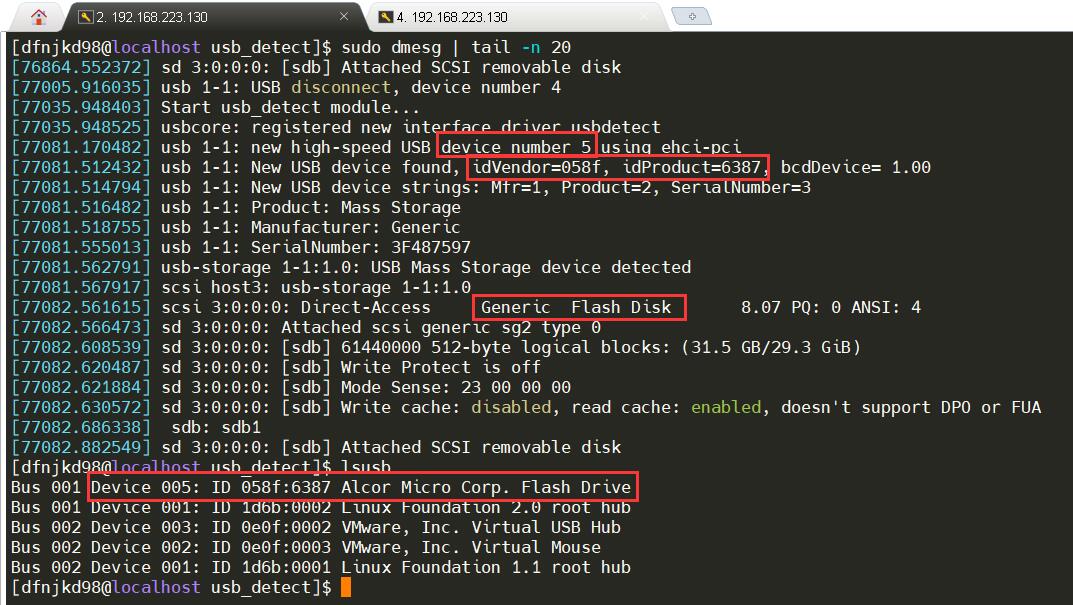 2. 192.168.223.130
4. 192.168.223.130
[dfnjkd98@localhost usb_detect]$ sudo dmesg | tail -n 20
[76864.552372] sd 3:0:0:0: [sdb] Attached SCSI removable disk
[77005.916035] usb 1-1: USB disconnect, device number 4
[77035.948403] Start usb_detect module...
[77035.948525] usbcore: registered new interface driver usbdetect
[77081.170482] usb 1-1: new high-speed USB device number 5 using ehci-pci
[77081.512432] usb 1-1: New USB device found, idVendor=058f, idProduct=6387, bcdDevice= 1.00
[77081.514794] usb 1-1: New USB device strings: Mfr=1, Product=2, SerialNumber=3
[77081.516482] usb 1-1: Product: Mass Storage
[77081.518755] usb 1-1: Manufacturer: Generic
[77081.555013] usb 1-1: SerialNumber: 3F487597
[77081.562791] usb-storage 1-1:1.0: USB Mass Storage device detected
[77081.567917] scsi host3: usb-storage 1-1:1.0
[77082.561615] scsi 3:0:0:0: Direct-Access     Generic  Flash Disk       8.07 PQ: 0 ANSI: 4
[77082.566473] sd 3:0:0:0: Attached scsi generic sg2 type 0
[77082.608539] sd 3:0:0:0: [sdb] 61440000 512-byte logical blocks: (31.5 GB/29.3 GiB)
[77082.620487] sd 3:0:0:0: [sdb] Write Protect is off
[77082.621884] sd 3:0:0:0: [sdb] Mode Sense: 23 00 00 00
[77082.630572] sd 3:0:0:0: [sdb] Write cache: disabled, read cache: enabled, doesn't support DPO or FUA
[77082.686338]  sdb: sdb1
[77082.882549] sd 3:0:0:0: [sdb] Attached SCSI removable disk
[dfnjkd98@localhost usb_detect]$ lsusb
Bus 001 Device 005: ID 058f:6387 Alcor Micro Corp. Flash Drive
Bus 001 Device 001: ID 1d6b:0002 Linux Foundation 2.0 root hub
Bus 002 Device 003: ID 0e0f:0002 VMware, Inc. Virtual USB Hub
Bus 002 Device 002: ID 0e0f:0003 VMware, Inc. Virtual Mouse
Bus 002 Device 001: ID 1d6b:0001 Linux Foundation 1.1 root hub
[dfnjkd98@localhost usb_detect]$